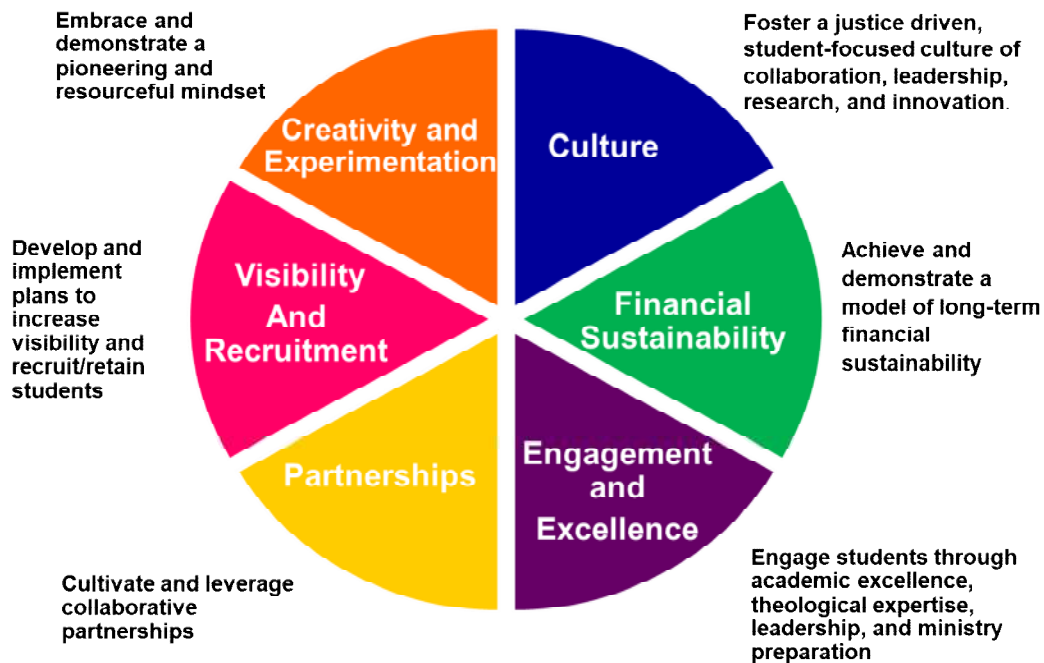 Embrace and
demonstrate a
pioneering and
resourceful mindset
Foster a justice driven,
student-focused culture of
collaboration, leadership,
research, and innovation.
Creativity and
Experimentation
Culture
Develop and
implement
plans to
increase
visibility and
recruit/retain
students
Visibility
And
Recruitment
Financial
Sustainability
Achieve and
demonstrate a
model of long-term
financial
sustainability
Partnerships
Engagement
and
Excellence
Cultivate and leverage
collaborative
partnerships
Engage students through
academic excellence,
theological expertise,
leadership, and ministry
preparation